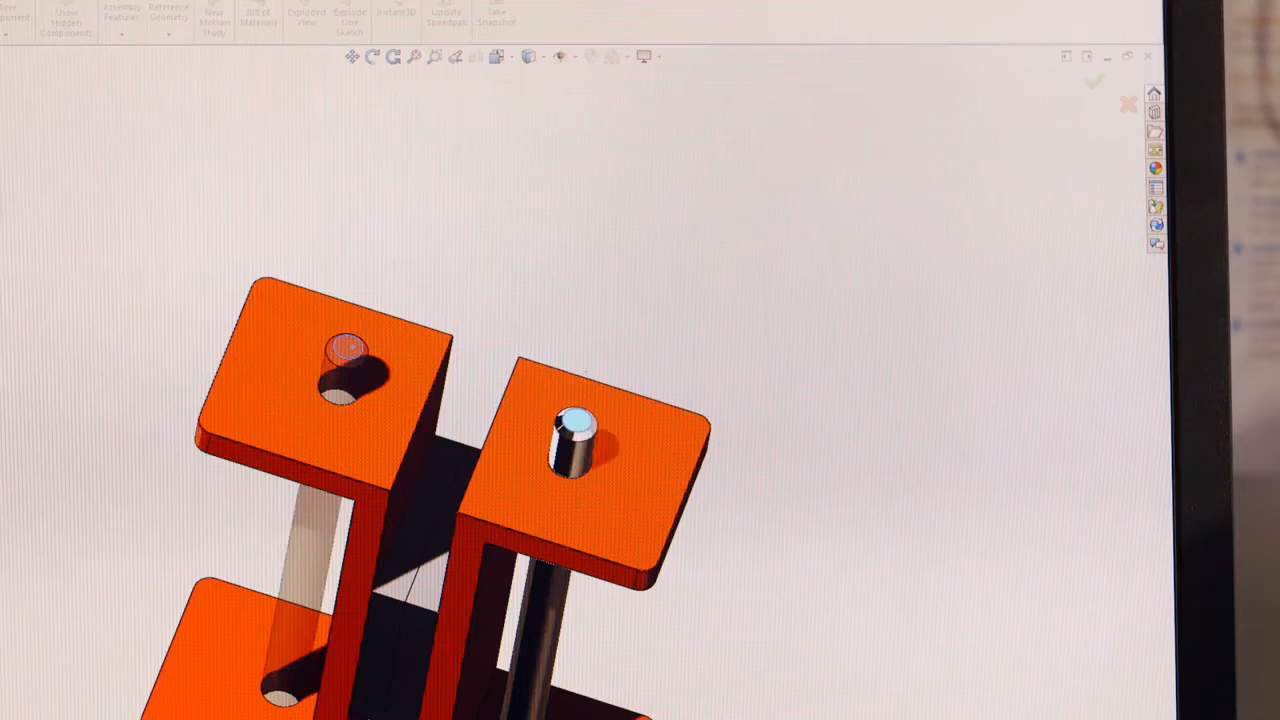 Show
Hidden
Components
Assembly
Features
Reference
Geometry
New
Motion
Study
Bill of
Materials
Exploded
View
Explode
Line
Sketch
Instant3D
Update
Speedpak
Take
Snapshot